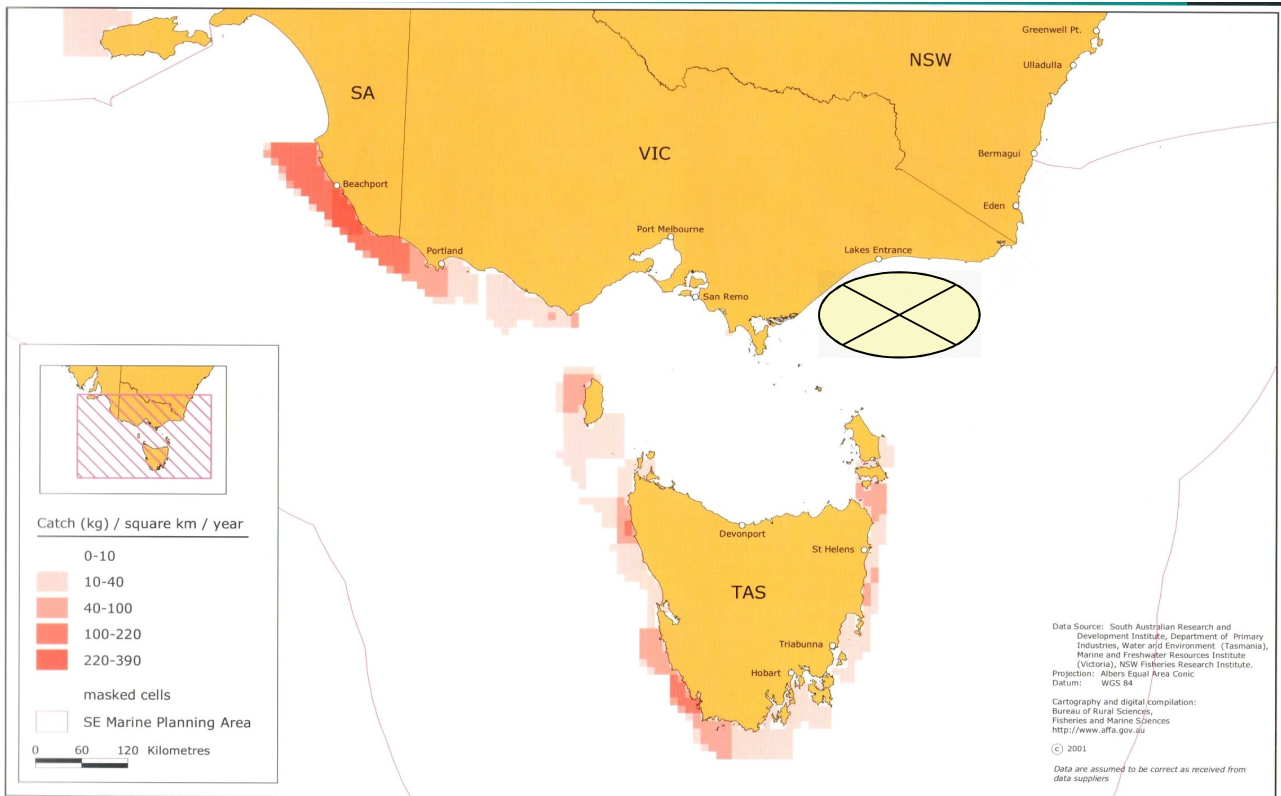 Greenwell Pt.
Ulladulla
NSW
SA
VIC
Bermagui
Beachport
Eden
Port Melbourne
Portland
Lakes Entrance
San Remo
Devonport
St Helens
TAS
Triabunna
Hobart
Catch (kg) / square km / year
0-10
10-40
40-100
100-220
220-390
masked cells
SE Marine Planning Area
0 60 120 Kilometres
Data Source: South Australian Research and
Development Institute, Department of Primary
Industries, Water and Environment (Tasmania),
Marine and Freshwater Resources Institute
(Victoria), NSW Fisheries Research Institute.
Projection: Albers Equal Area Conic
Datum: WGS 84
Cartography and digital compilation:
Bureau of Rural Sciences,
Fisheries and Marine Sciences
http://www.affa.gov.au
© 2001
Data are assumed to be correct as received from
data suppliers